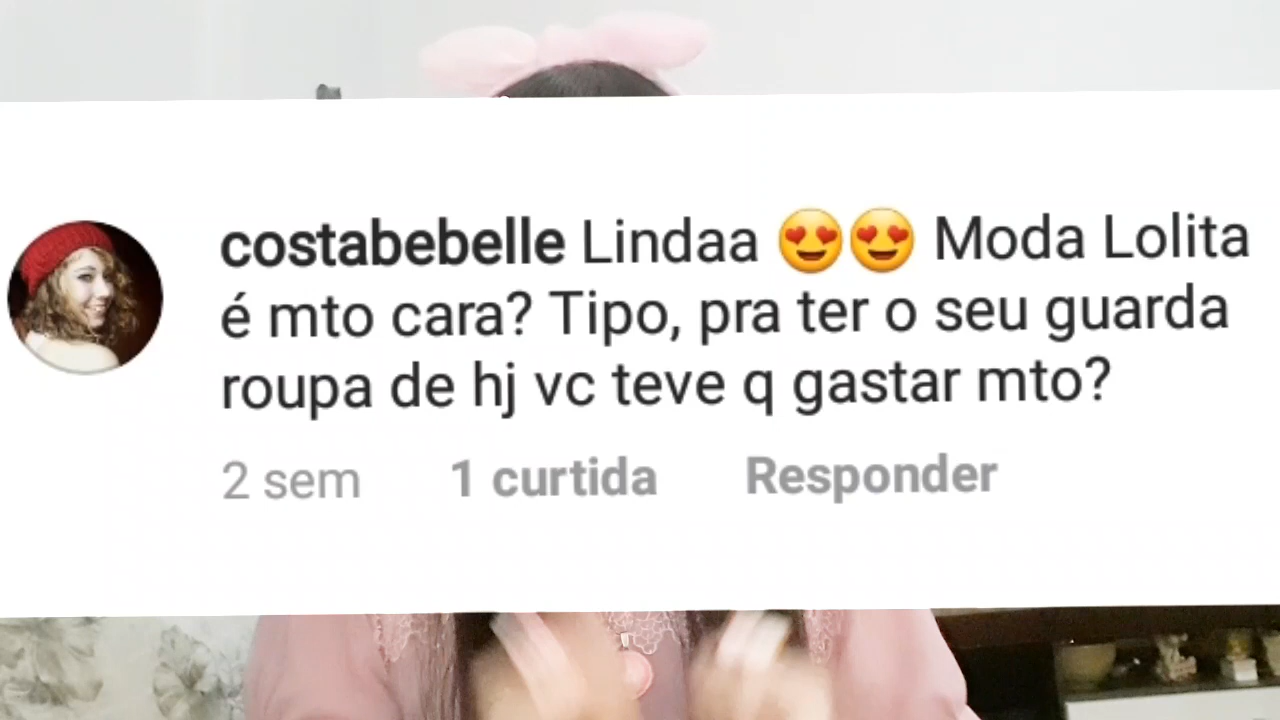 costabebelle Lindaa 😍😍 Moda Lolita
é mto cara? Tipo, pra ter o seu guarda
roupa de hj vc teve q gastar mto?
2 sem 1 curtida Responder